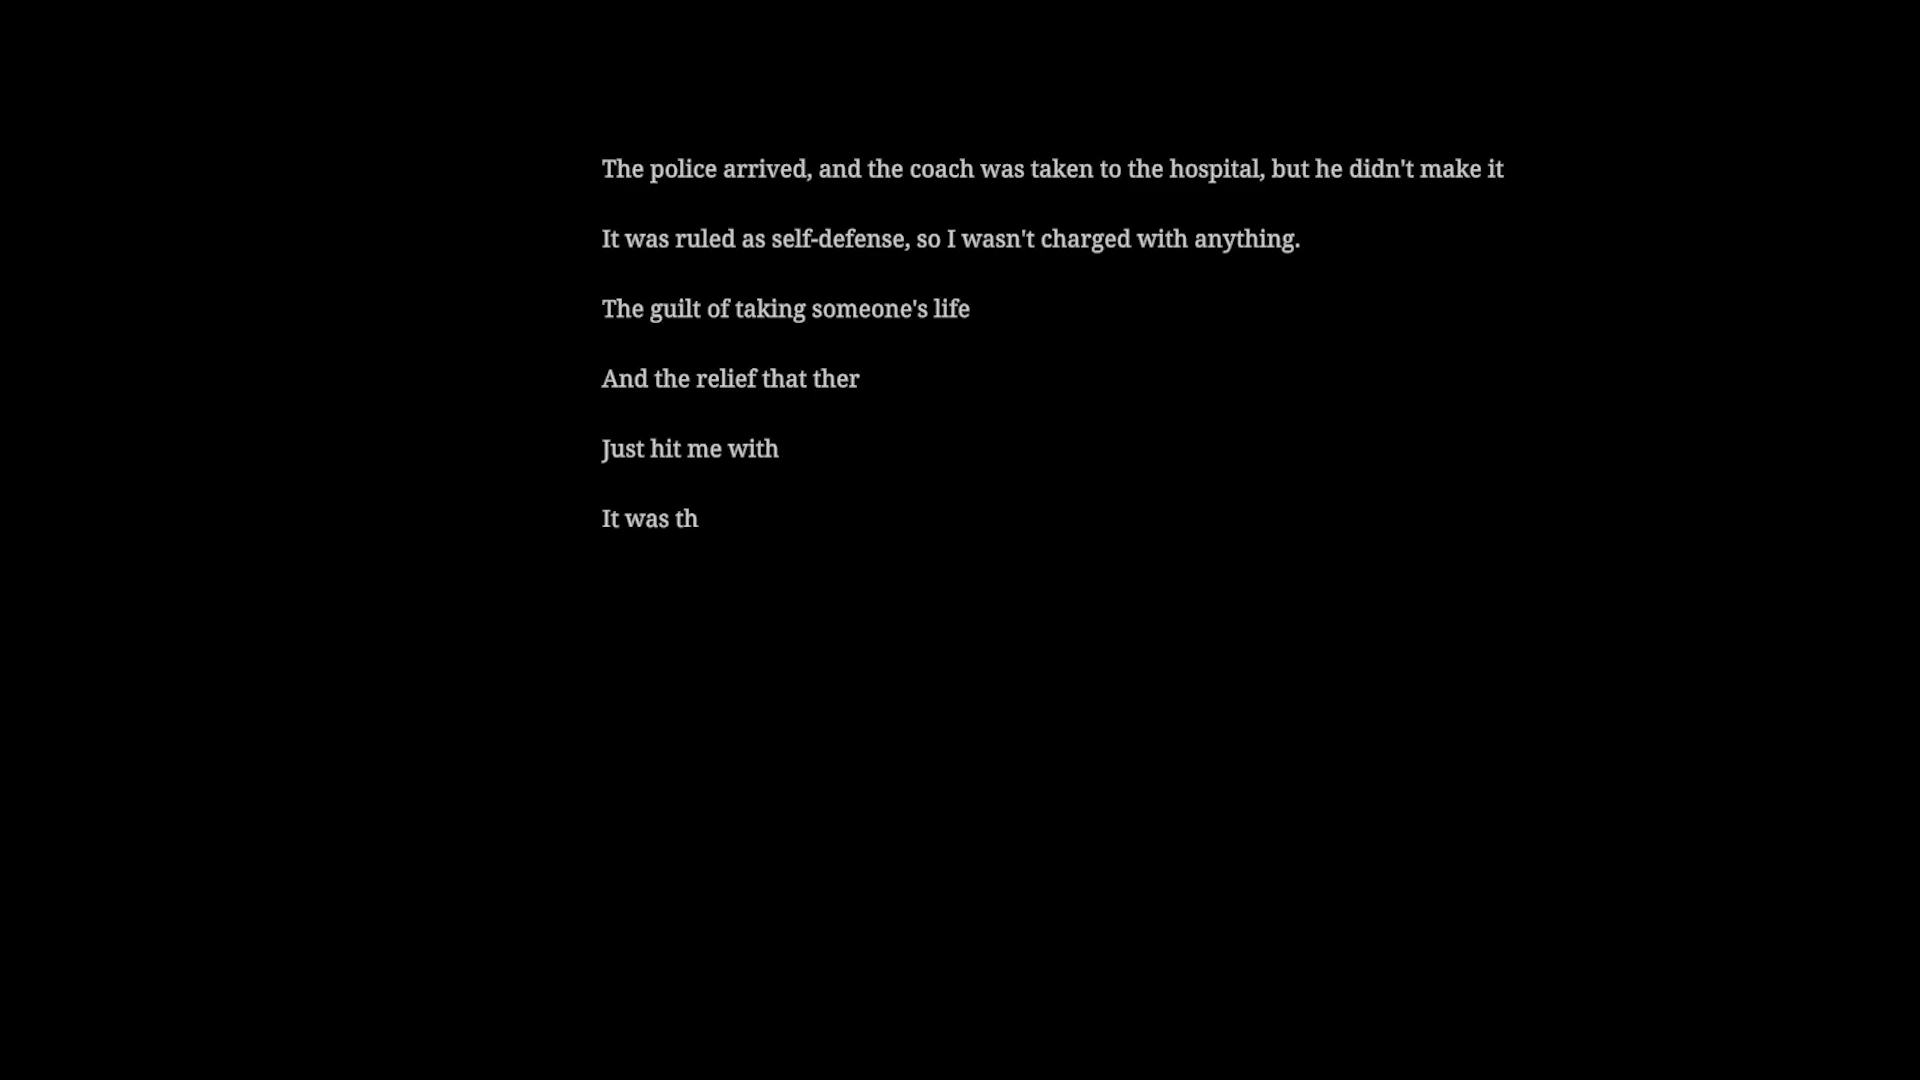 The police arrived, and the coach was taken to the hospital, but he didn't make it
It was ruled as self-defense, so I wasn't charged with anything.
The guilt of taking someone's life
And the relief that ther
Just hit me with
It was th